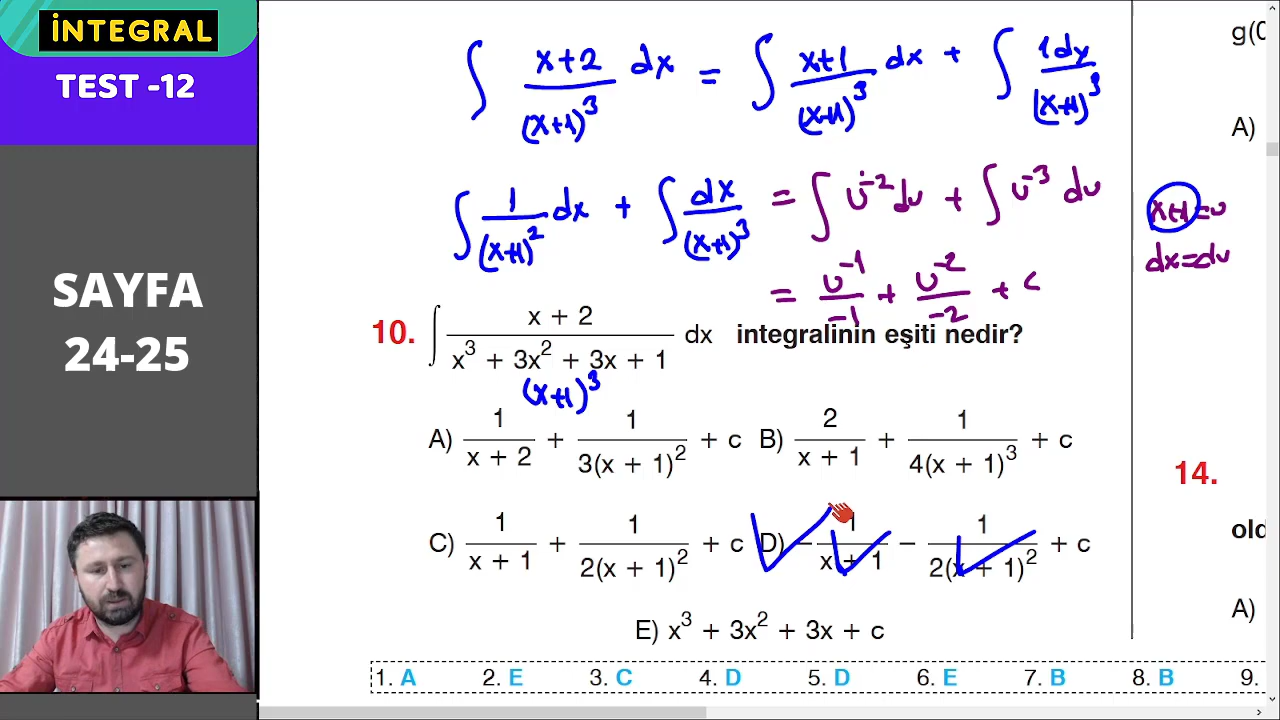 İNTEGRAL
TEST -12
SAYFA
24-25
∫ x+2/(x+1)³ dx = ∫ x+1/(x+1)³ dx + ∫ 1dx/(x+1)³
∫ 1/(x+1)² dx + ∫ dx/(x+1)³ = ∫ u⁻² du + ∫ u⁻³ du
x+1=u
dx=du
= u⁻¹/-1 + u⁻²/-2 + c
10. ∫ x + 2/x³ + 3x² + 3x + 1 dx integralinin eşiti nedir?
(x+1)³
A) 1/x + 2 + 1/3(x + 1)² + c B) 2/x + 1 + 1/4(x + 1)³ + c
C) 1/x + 1 + 1/2(x + 1)² + c D) – 1/x + 1 – 1/2(x + 1)² + c
E) x³ + 3x² + 3x + c
1. A 2. E 3. C 4. D 5. D 6. E 7. B 8. B 9.
A)
14.
A)